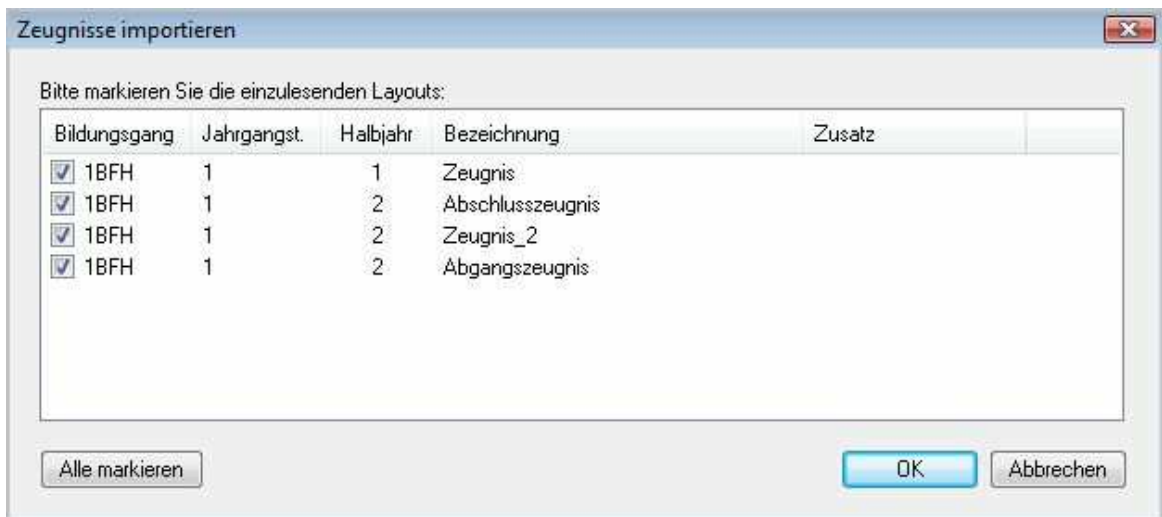 Zeugnisse importieren
Bitte markieren Sie die einzulesenden Layouts:
Bildungsgang Jahrgangst. Halbjahr Bezeichnung Zusatz
1BFH 1 1 Zeugnis
1BFH 1 2 Abschlusszeugnis
1BFH 1 2 Zeugnis_2
1BFH 1 2 Abgangszeugnis
Alle markieren OK Abbrechen